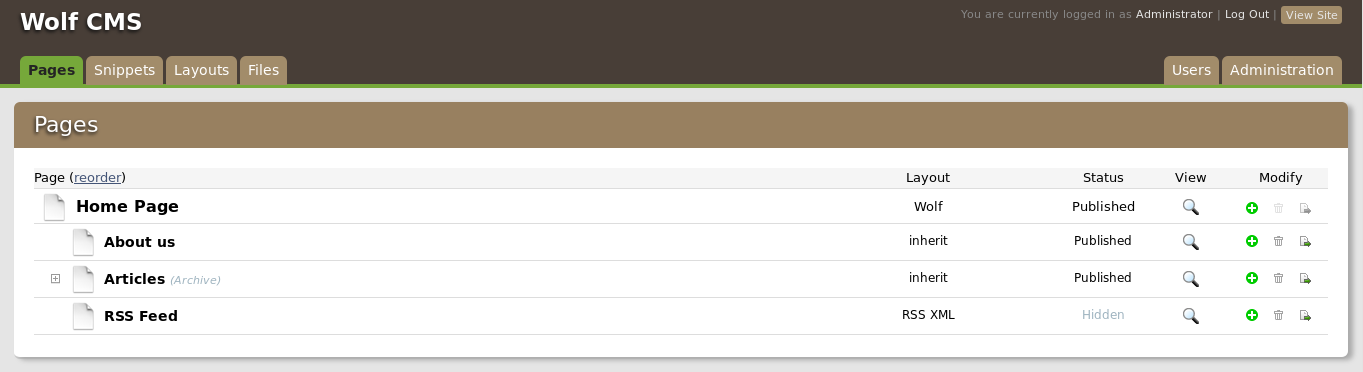 Wolf CMS
You are currently logged in as Administrator | Log Out | View Site
Pages Snippets Layouts Files Users Administration
Pages
Page (reorder) Layout Status View Modify
Home Page Wolf Published
About us inherit Published
Articles (Archive) inherit Published
RSS Feed RSS XML Hidden